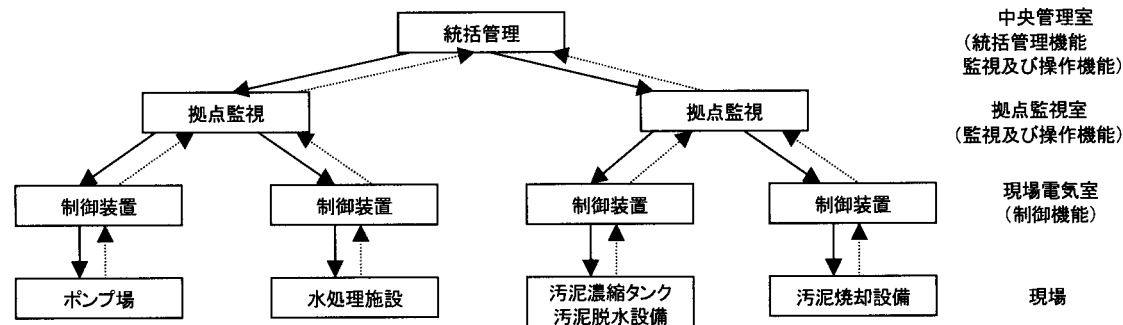 統括管理
中央管理室
(統括管理機能
監視及び操作機能)
拠点監視
拠点監視
拠点監視室
(監視及び操作機能)
制御装置
制御装置
制御装置
制御装置
現場電気室
(制御機能)
ポンプ場
水処理施設
汚泥濃縮タンク
汚泥脱水設備
汚泥焼却設備
現場